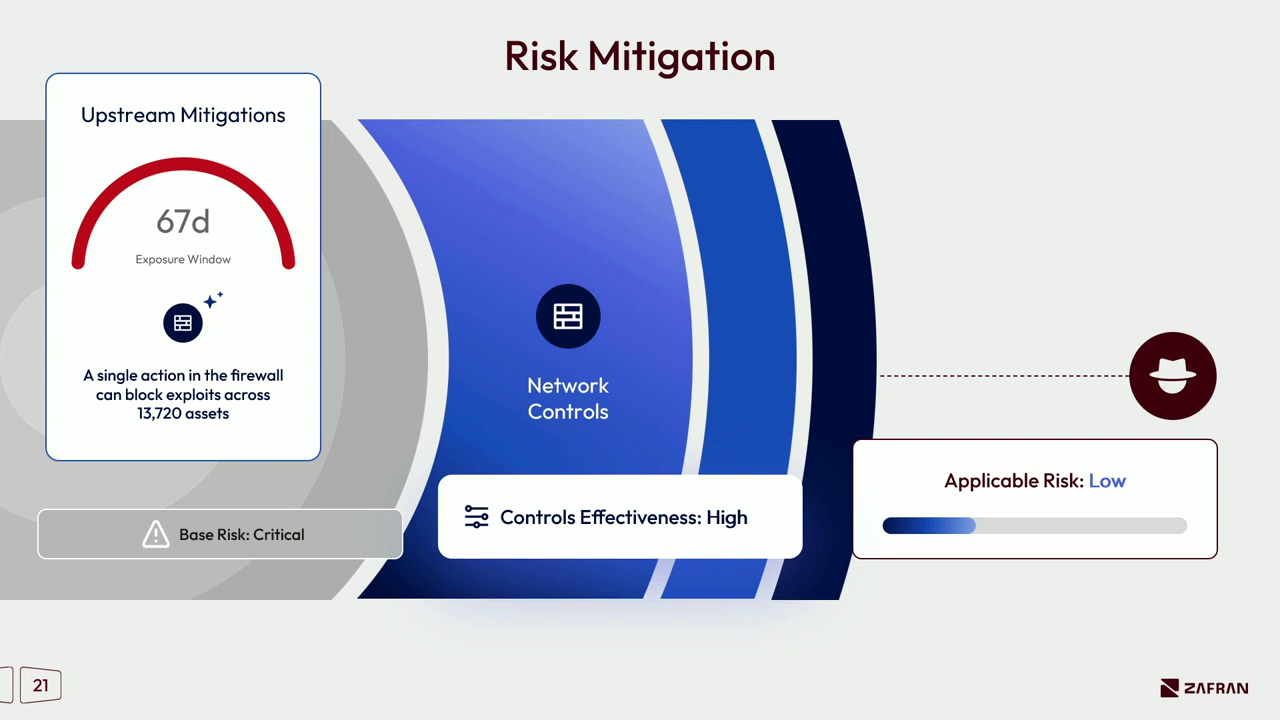 Risk Mitigation
Upstream Mitigations
67d
Exposure Window
A single action in the firewall
can block exploits across
13,720 assets
Base Risk: Critical
Network
Controls
Controls Effectiveness: High
Applicable Risk: Low
21
ZAFRAN